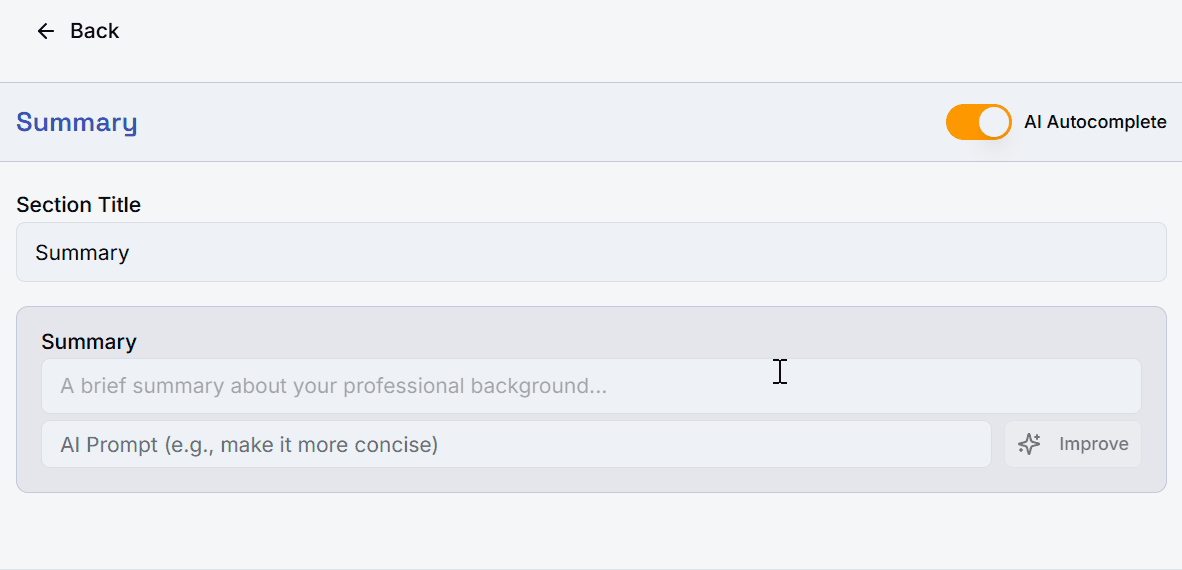 Back
Summary
AI Autocomplete
Section Title
Summary
Summary
A brief summary about your professional background...
AI Prompt (e.g., make it more concise)
Improve